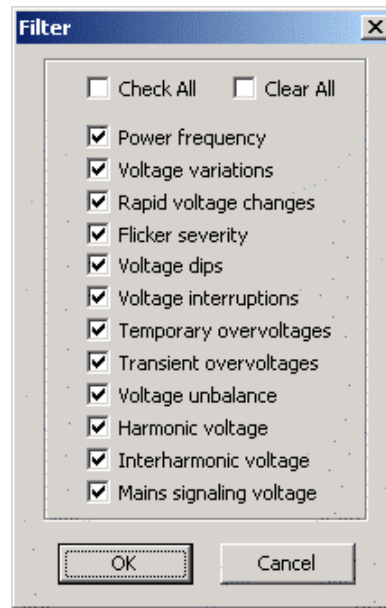 Filter
Check All Clear All
Power frequency
Voltage variations
Rapid voltage changes
Flicker severity
Voltage dips
Voltage interruptions
Temporary overvoltages
Transient overvoltages
Voltage unbalance
Harmonic voltage
Interharmonic voltage
Mains signaling voltage
OK Cancel